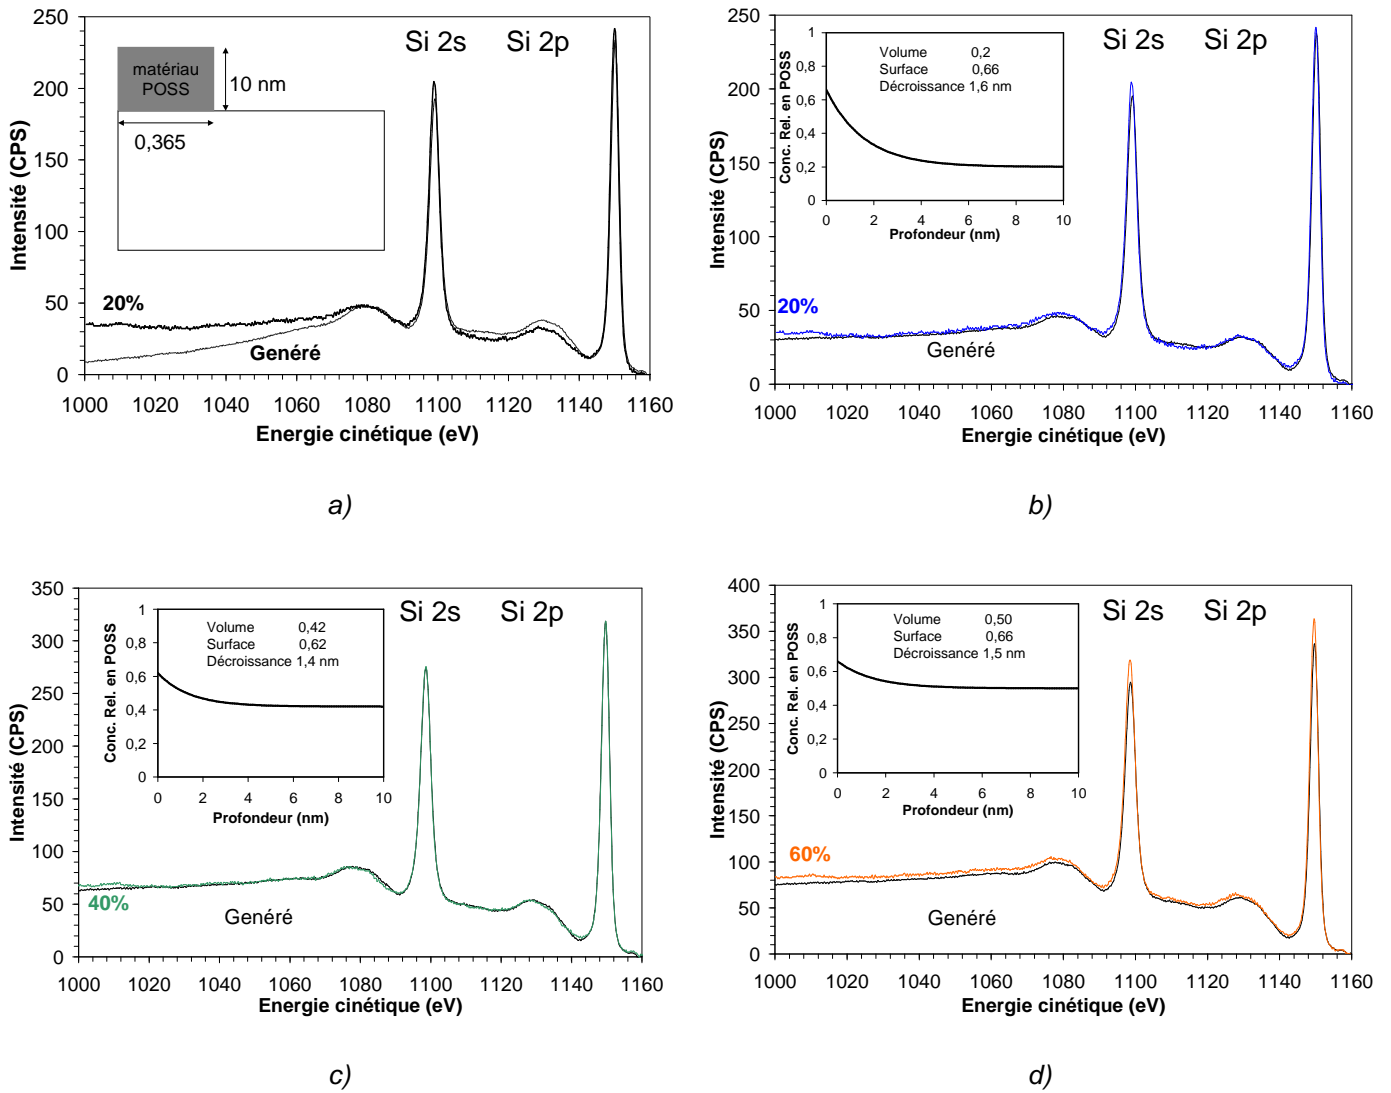 250
200
150
100
50
0
Intensité (CPS)
Si 2s
Si 2p
matériau
POSS
10 nm
0,365
20%
Genéré
1000
1020
1040
1060
1080
1100
1120
1140
1160
Energie cinétique (eV)
a)
250
200
150
100
50
0
Intensité (CPS)
Si 2s
Si 2p
1
0,8
0,6
0,4
0,2
0
Conc. Rel. en POSS
Volume 0,2
Surface 0,66
Décroissance 1,6 nm
0 2 4 6 8 10
Profondeur (nm)
20%
Genéré
1000 1020 1040 1060 1080 1100 1120 1140 1160
Energie cinétique (eV)
b)
350
300
250
200
150
100
50
0
Intensité (CPS)
Si 2s
Si 2p
1
0,8
0,6
0,4
0,2
0
Conc. Rel. en POSS
Volume 0,42
Surface 0,62
Décroissance 1,4 nm
0 2 4 6 8 10
Profondeur (nm)
40%
Genéré
1000 1020 1040 1060 1080 1100 1120 1140 1160
Energie cinétique (eV)
c)
400
350
300
250
200
150
100
50
0
Intensité (CPS)
Si 2s
Si 2p
1
0,8
0,6
0,4
0,2
0
Conc. Rel. en POSS
Volume 0,50
Surface 0,66
Décroissance 1,5 nm
0 2 4 6 8 10
Profondeur (nm)
60%
Genéré
1000 1020 1040 1060 1080 1100 1120 1140 1160
Energie cinétique (eV)
d)